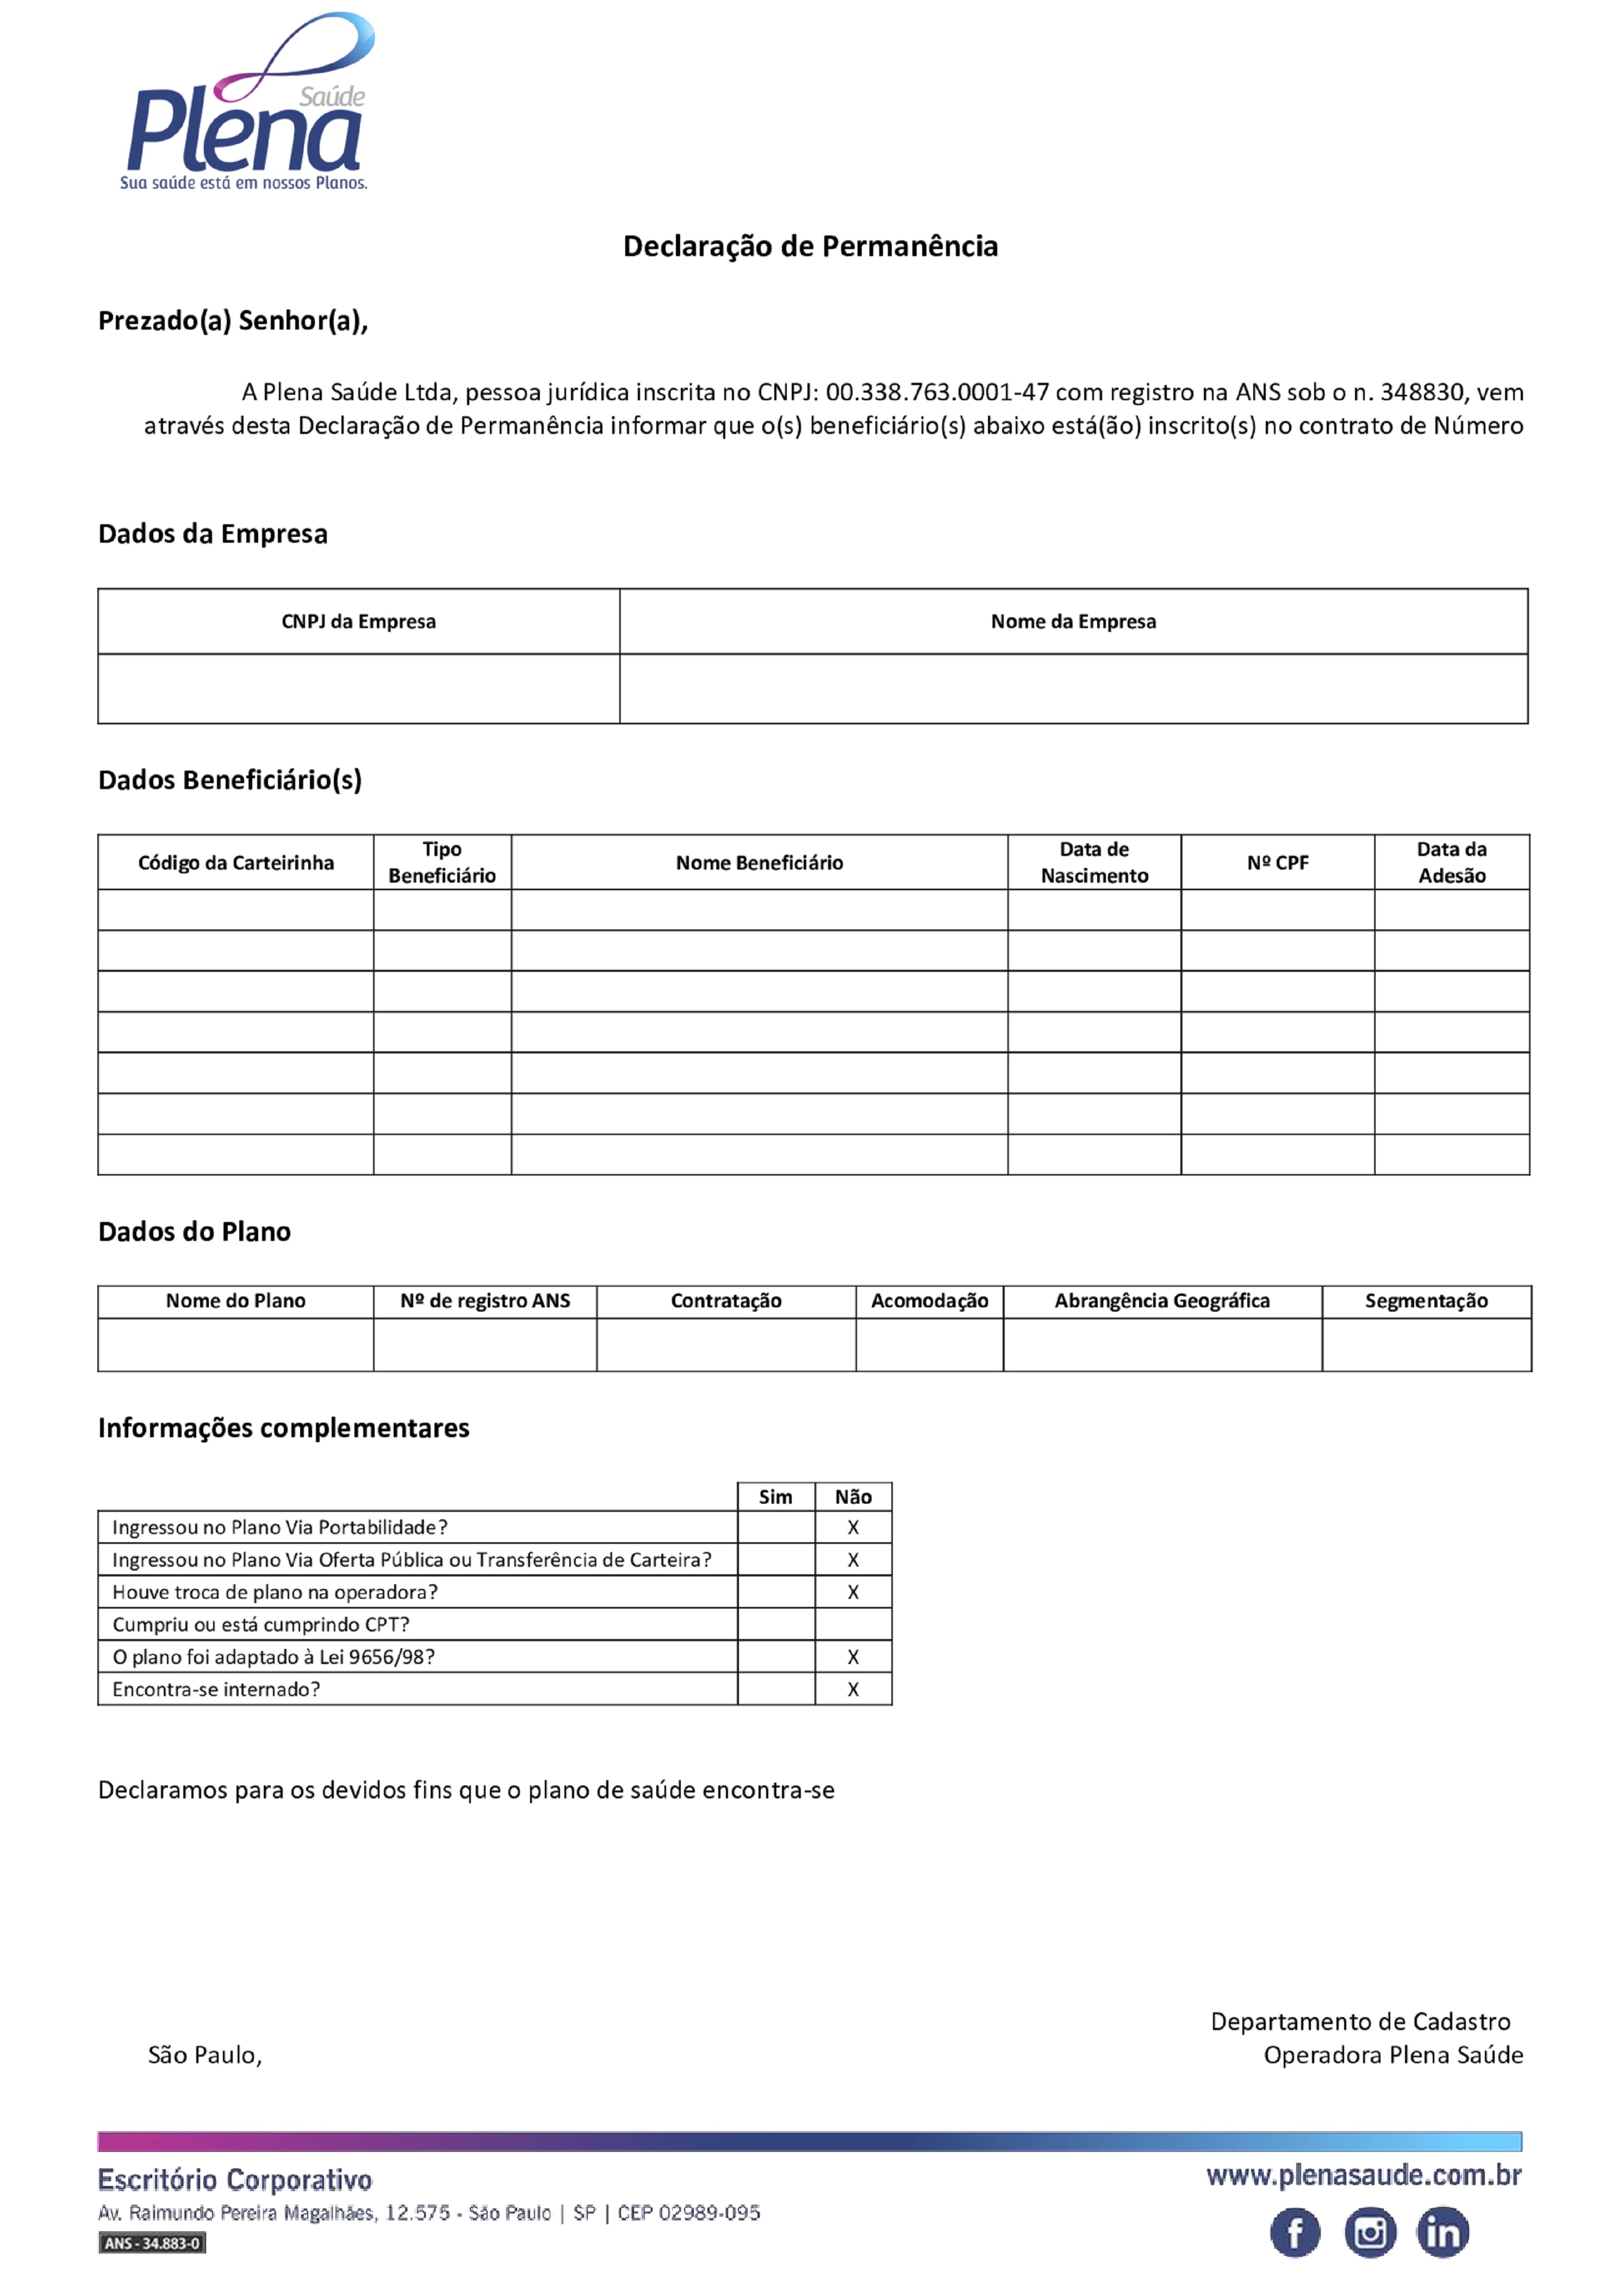 Saúde
Plena
Sua saúde está em nossos Planos.
Declaração de Permanência
Prezado(a) Senhor(a),
A Plena Saúde Ltda, pessoa jurídica inscrita no CNPJ: 00.338.763.0001-47 com registro na ANS sob o n. 348830, vem
através desta Declaração de Permanência informar que o(s) beneficiário(s) abaixo está(ão) inscrito(s) no contrato de Número
Dados da Empresa
CNPJ da Empresa Nome da Empresa
Dados Beneficiário(s)
Código da Carteirinha Tipo Beneficiário Nome Beneficiário Data de Nascimento Nº CPF Data da Adesão
Dados do Plano
Nome do Plano Nº de registro ANS Contratação Acomodação Abrangência Geográfica Segmentação
Informações complementares
Sim Não
Ingressou no Plano Via Portabilidade? X
Ingressou no Plano Via Oferta Pública ou Transferência de Carteira? X
Houve troca de plano na operadora? X
Cumpriu ou está cumprindo CPT?
O plano foi adaptado à Lei 9656/98? X
Encontra-se internado? X
Declaramos para os devidos fins que o plano de saúde encontra-se
Departamento de Cadastro
São Paulo, Operadora Plena Saúde
Escritório Corporativo www.plenasaude.com.br
Av. Raimundo Pereira Magalhães, 12.575 - São Paulo | SP | CEP 02989-095
ANS - 34.883-0